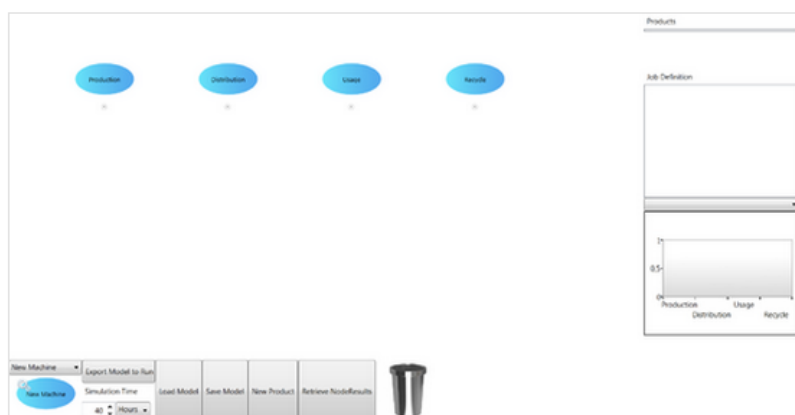 Products
Production
Distribution
Usage
Recycle
Job Definition
1
0.5
0
Production
Usage
Distribution
Recycle
New Machine
Export Model to Run
New Machine
Simulation Time
Load Model
Save Model
New Product
Retrieve NodeResults
40
Hours